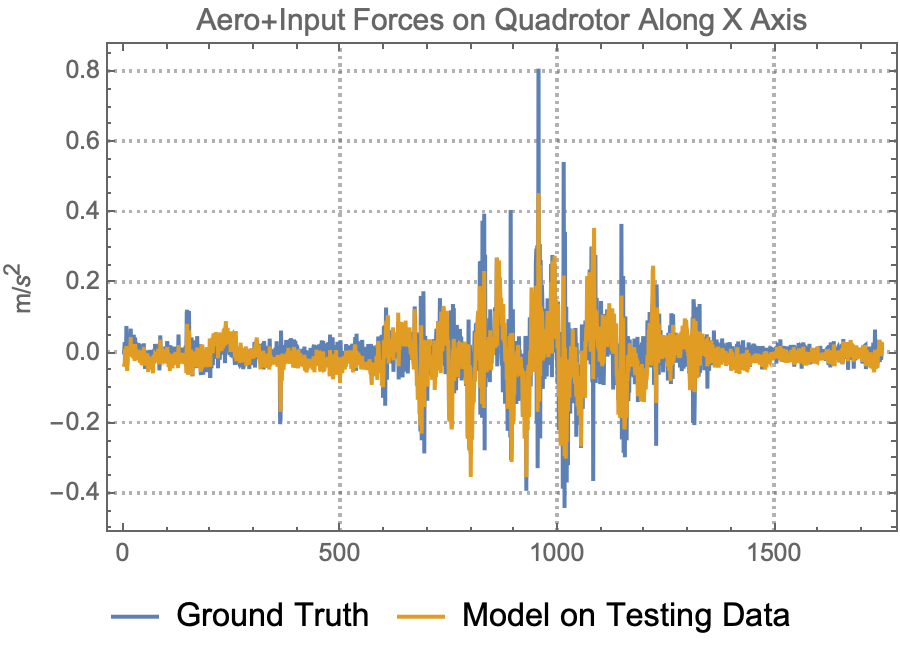 Aero+Input Forces on Quadrotor Along X Axis
0.8
0.6
0.4
0.2
0.0
−0.2
−0.4
m/s²
0 500 1000 1500
Ground Truth Model on Testing Data